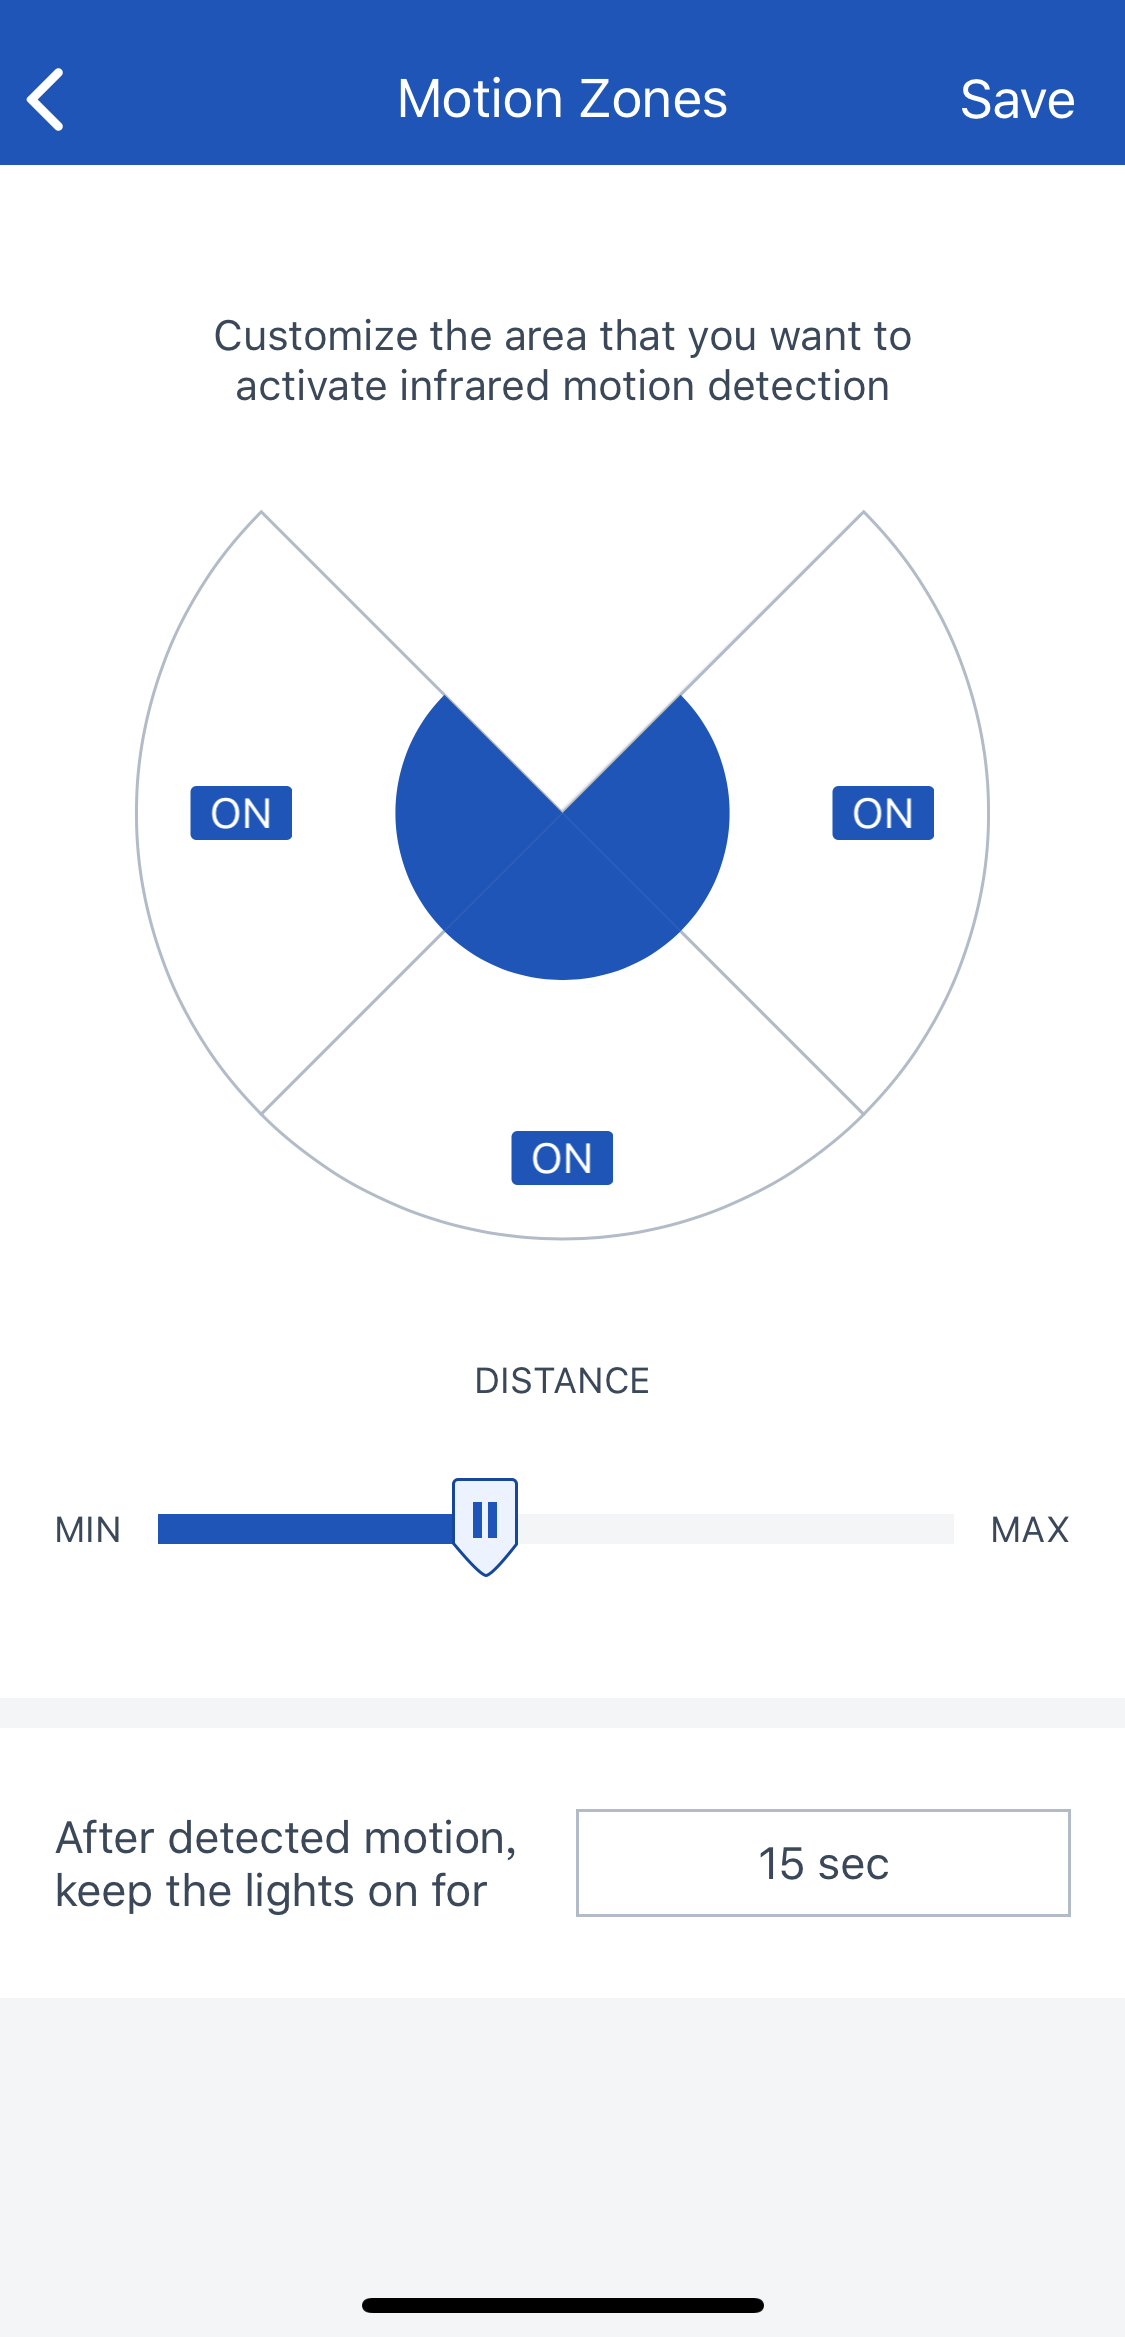 Motion Zones
Save
Customize the area that you want to
activate infrared motion detection
ON
ON
ON
DISTANCE
MIN
MAX
After detected motion,
keep the lights on for
15 sec